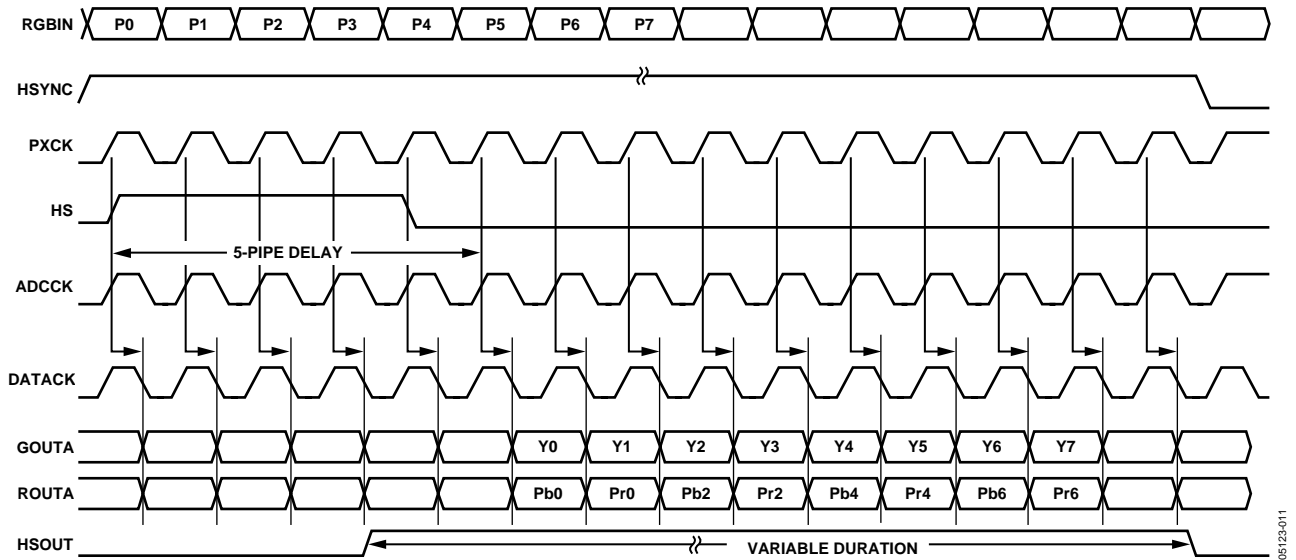 RGBIN P0 P1 P2 P3 P4 P5 P6 P7
HSYNC
PXCK
HS
5-PIPE DELAY
ADCCK
DATACK
GOUTA Y0 Y1 Y2 Y3 Y4 Y5 Y6 Y7
ROUTA Pb0 Pr0 Pb2 Pr2 Pb4 Pr4 Pb6 Pr6
HSOUT VARIABLE DURATION
05123-011